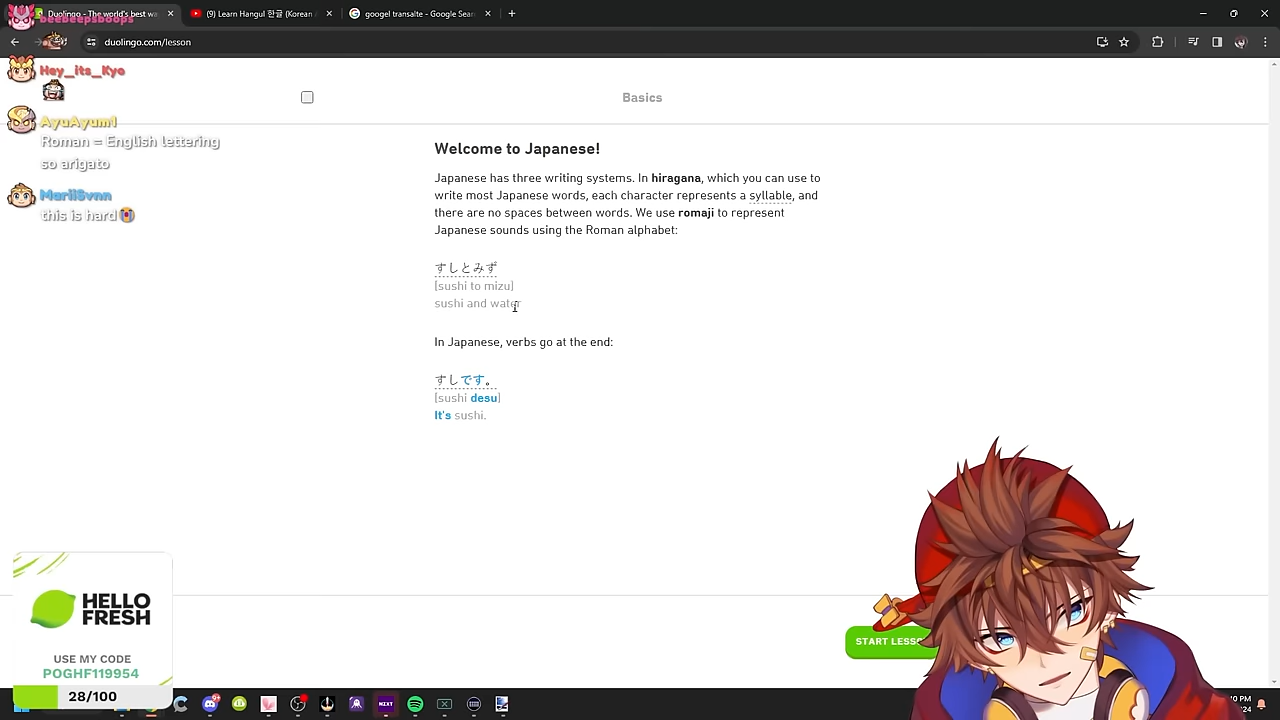 beebeepsboops
Duolingo - The world's best wa
(9) Learn Hangul 한글 (Korean A
googel transalte - Google Sear
duolingo.com/lesson
Hey_its_Kyo
AyuAyum1
Roman = English lettering
so arigato
MariiSvnn
this is hard
Basics
Welcome to Japanese!
Japanese has three writing systems. In hiragana, which you can use to
write most Japanese words, each character represents a syllable, and
there are no spaces between words. We use romaji to represent
Japanese sounds using the Roman alphabet:
すしとみず
[sushi to mizu]
sushi and water
In Japanese, verbs go at the end:
すしです。
[sushi desu]
It's sushi.
START LESSO
HELLO
FRESH
USE MY CODE
POGHF119954
28/100